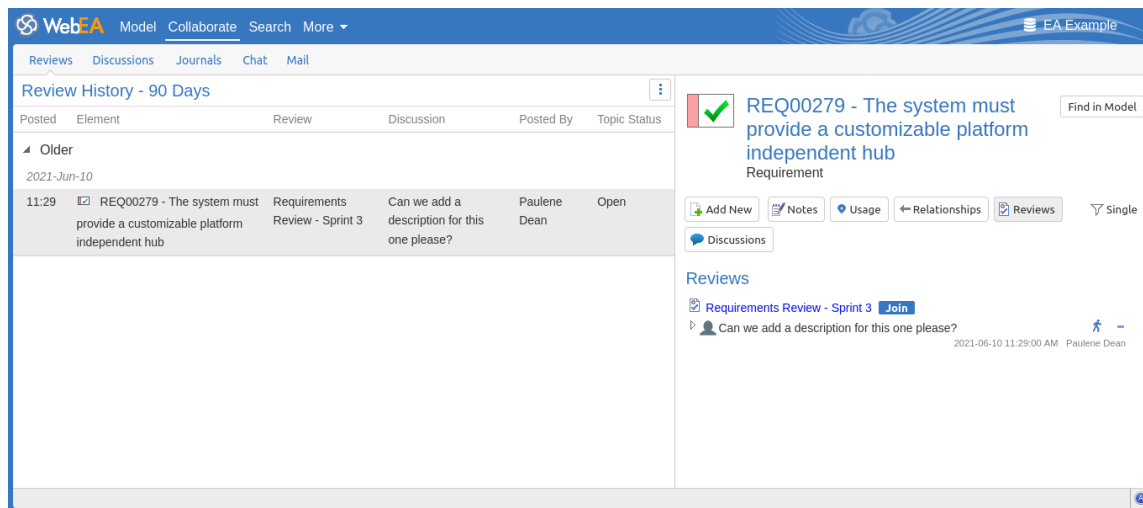 WebEA Model Collaborate Search More EA Example
Reviews Discussions Journals Chat Mail
Review History - 90 Days
Posted Element Review Discussion Posted By Topic Status
Older
2021-Jun-10
11:29 REQ00279 - The system must Requirements Can we add a Paulene Open
provide a customizable platform Review - Sprint 3 description for this Dean
independent hub one please?
REQ00279 - The system must Find in Model
provide a customizable platform
independent hub
Requirement
Add New Notes Usage Relationships Reviews Single
Discussions
Reviews
Requirements Review - Sprint 3 Join
Can we add a description for this one please?
2021-06-10 11:29:00 AM Paulene Dean